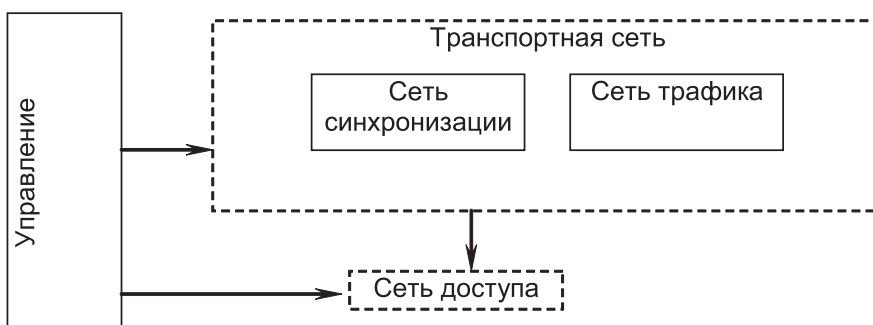 Транспортная сеть
Сеть
синхронизации
Сеть трафика
Управление
Сеть доступа